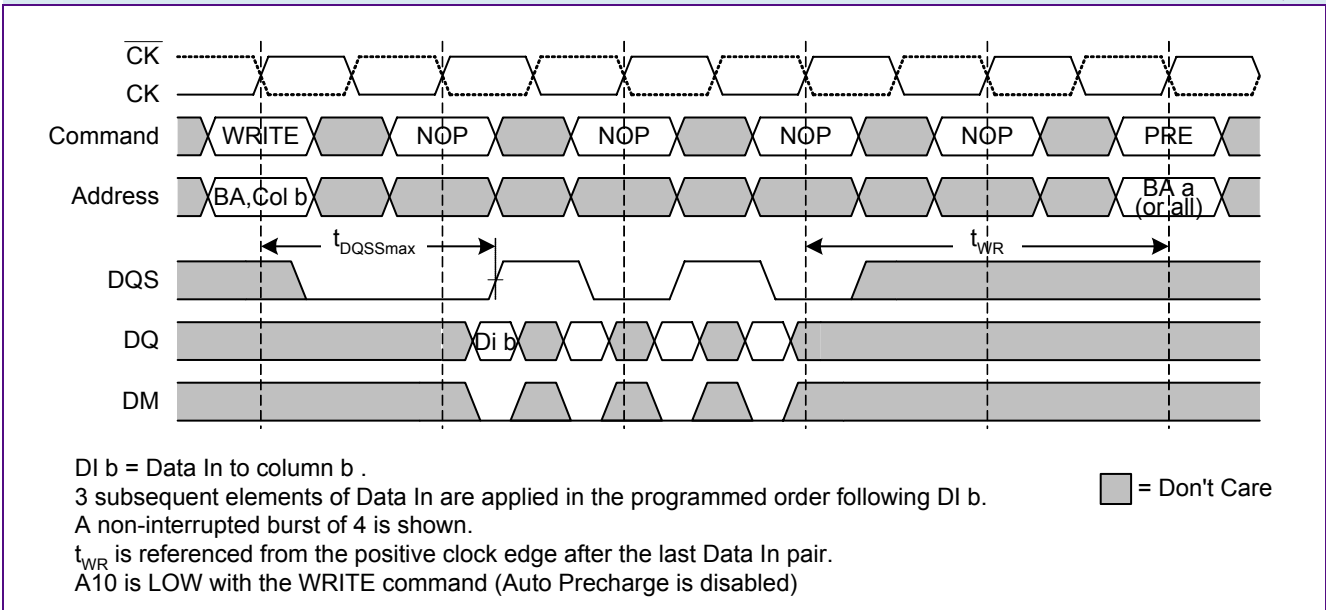 CK
CK
Command WRITE NOP NOP NOP NOP PRE
Address BA,Col b BA a
(or all)
tDQSSmax tWR
DQS
DQ Di b
DM
DI b = Data In to column b .
3 subsequent elements of Data In are applied in the programmed order following DI b.
= Don't Care
A non-interrupted burst of 4 is shown.
tWR is referenced from the positive clock edge after the last Data In pair.
A10 is LOW with the WRITE command (Auto Precharge is disabled)